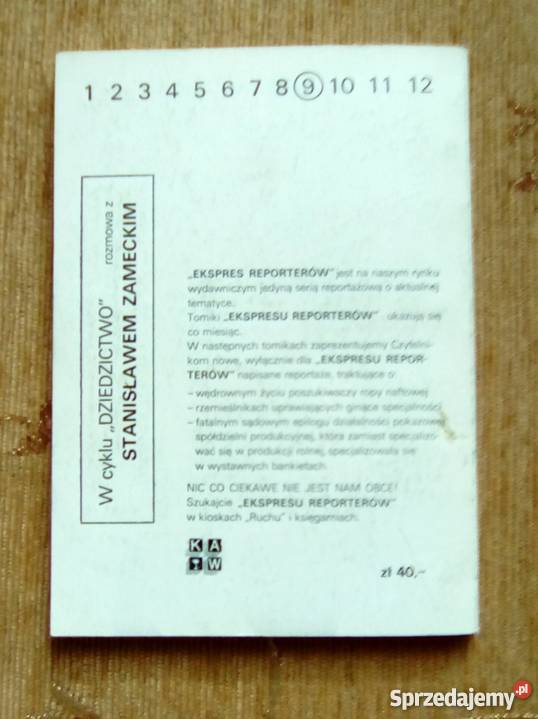 1 2 3 4 5 6 7 8 9 10 11 12
W cyklu „DZIEDZICTWO” rozmowa z
STANISŁAWEM ZAMECKIM
„EKSPRES REPORTERÓW” jest na naszym rynku
wydawniczym jedyną serią reportażową o aktualnej
tematyce.
Tomiki „EKSPRESU REPORTERÓW” ukazują się
co miesiąc.
W następnych tomikach zaprezentujemy Czytelni-
kom nowe, wyłącznie dla „EKSPRESU REPOR-
TERÓW” napisane reportaże, traktujące o:
– wędrownym życiu poszukiwaczy ropy naftowej
– rzemieślnikach uprawiających ginące specjalności
– fatalnym sądowym epilogu działalności pokazowej
spółdzielni produkcyjnej, która zamiast specjalizo-
wać się w produkcji rolnej, specjalizowała się
w wystawnych bankietach.
NIC CO CIEKAWE NIE JEST NAM OBCE!
Szukajcie „EKSPRESU REPORTERÓW”
w kioskach „Ruchu” i księgarniach.
KAW
zł 40,–
Sprzedajemy.pl